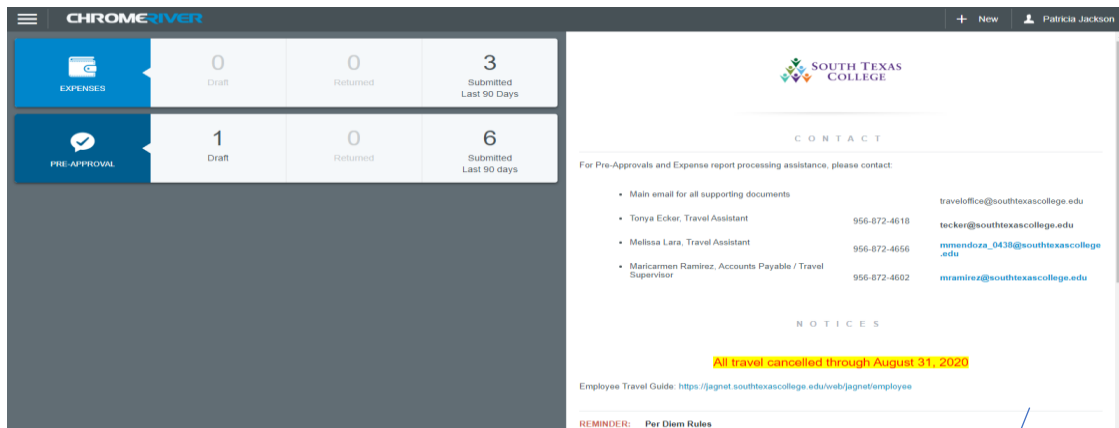 CHROMERIVER
+ New
Patricia Jackson
EXPENSES
0
Draft
0
Returned
3
Submitted
Last 90 Days
PRE-APPROVAL
1
Draft
0
Returned
6
Submitted
Last 90 days
SOUTH TEXAS
COLLEGE
CONTACT
For Pre-Approvals and Expense report processing assistance, please contact:
• Main email for all supporting documents traveloffice@southtexascollege.edu
• Tonya Ecker, Travel Assistant 956-872-4618 tecker@southtexascollege.edu
• Melissa Lara, Travel Assistant 956-872-4656 mmendoza_0438@southtexascollege
.edu
• Maricarmen Ramirez, Accounts Payable / Travel
Supervisor 956-872-4602 mramirez@southtexascollege.edu
NOTICES
All travel cancelled through August 31, 2020
Employee Travel Guide: https://jagnet.southtexascollege.edu/web/jagnet/employee
REMINDER: Per Diem Rules